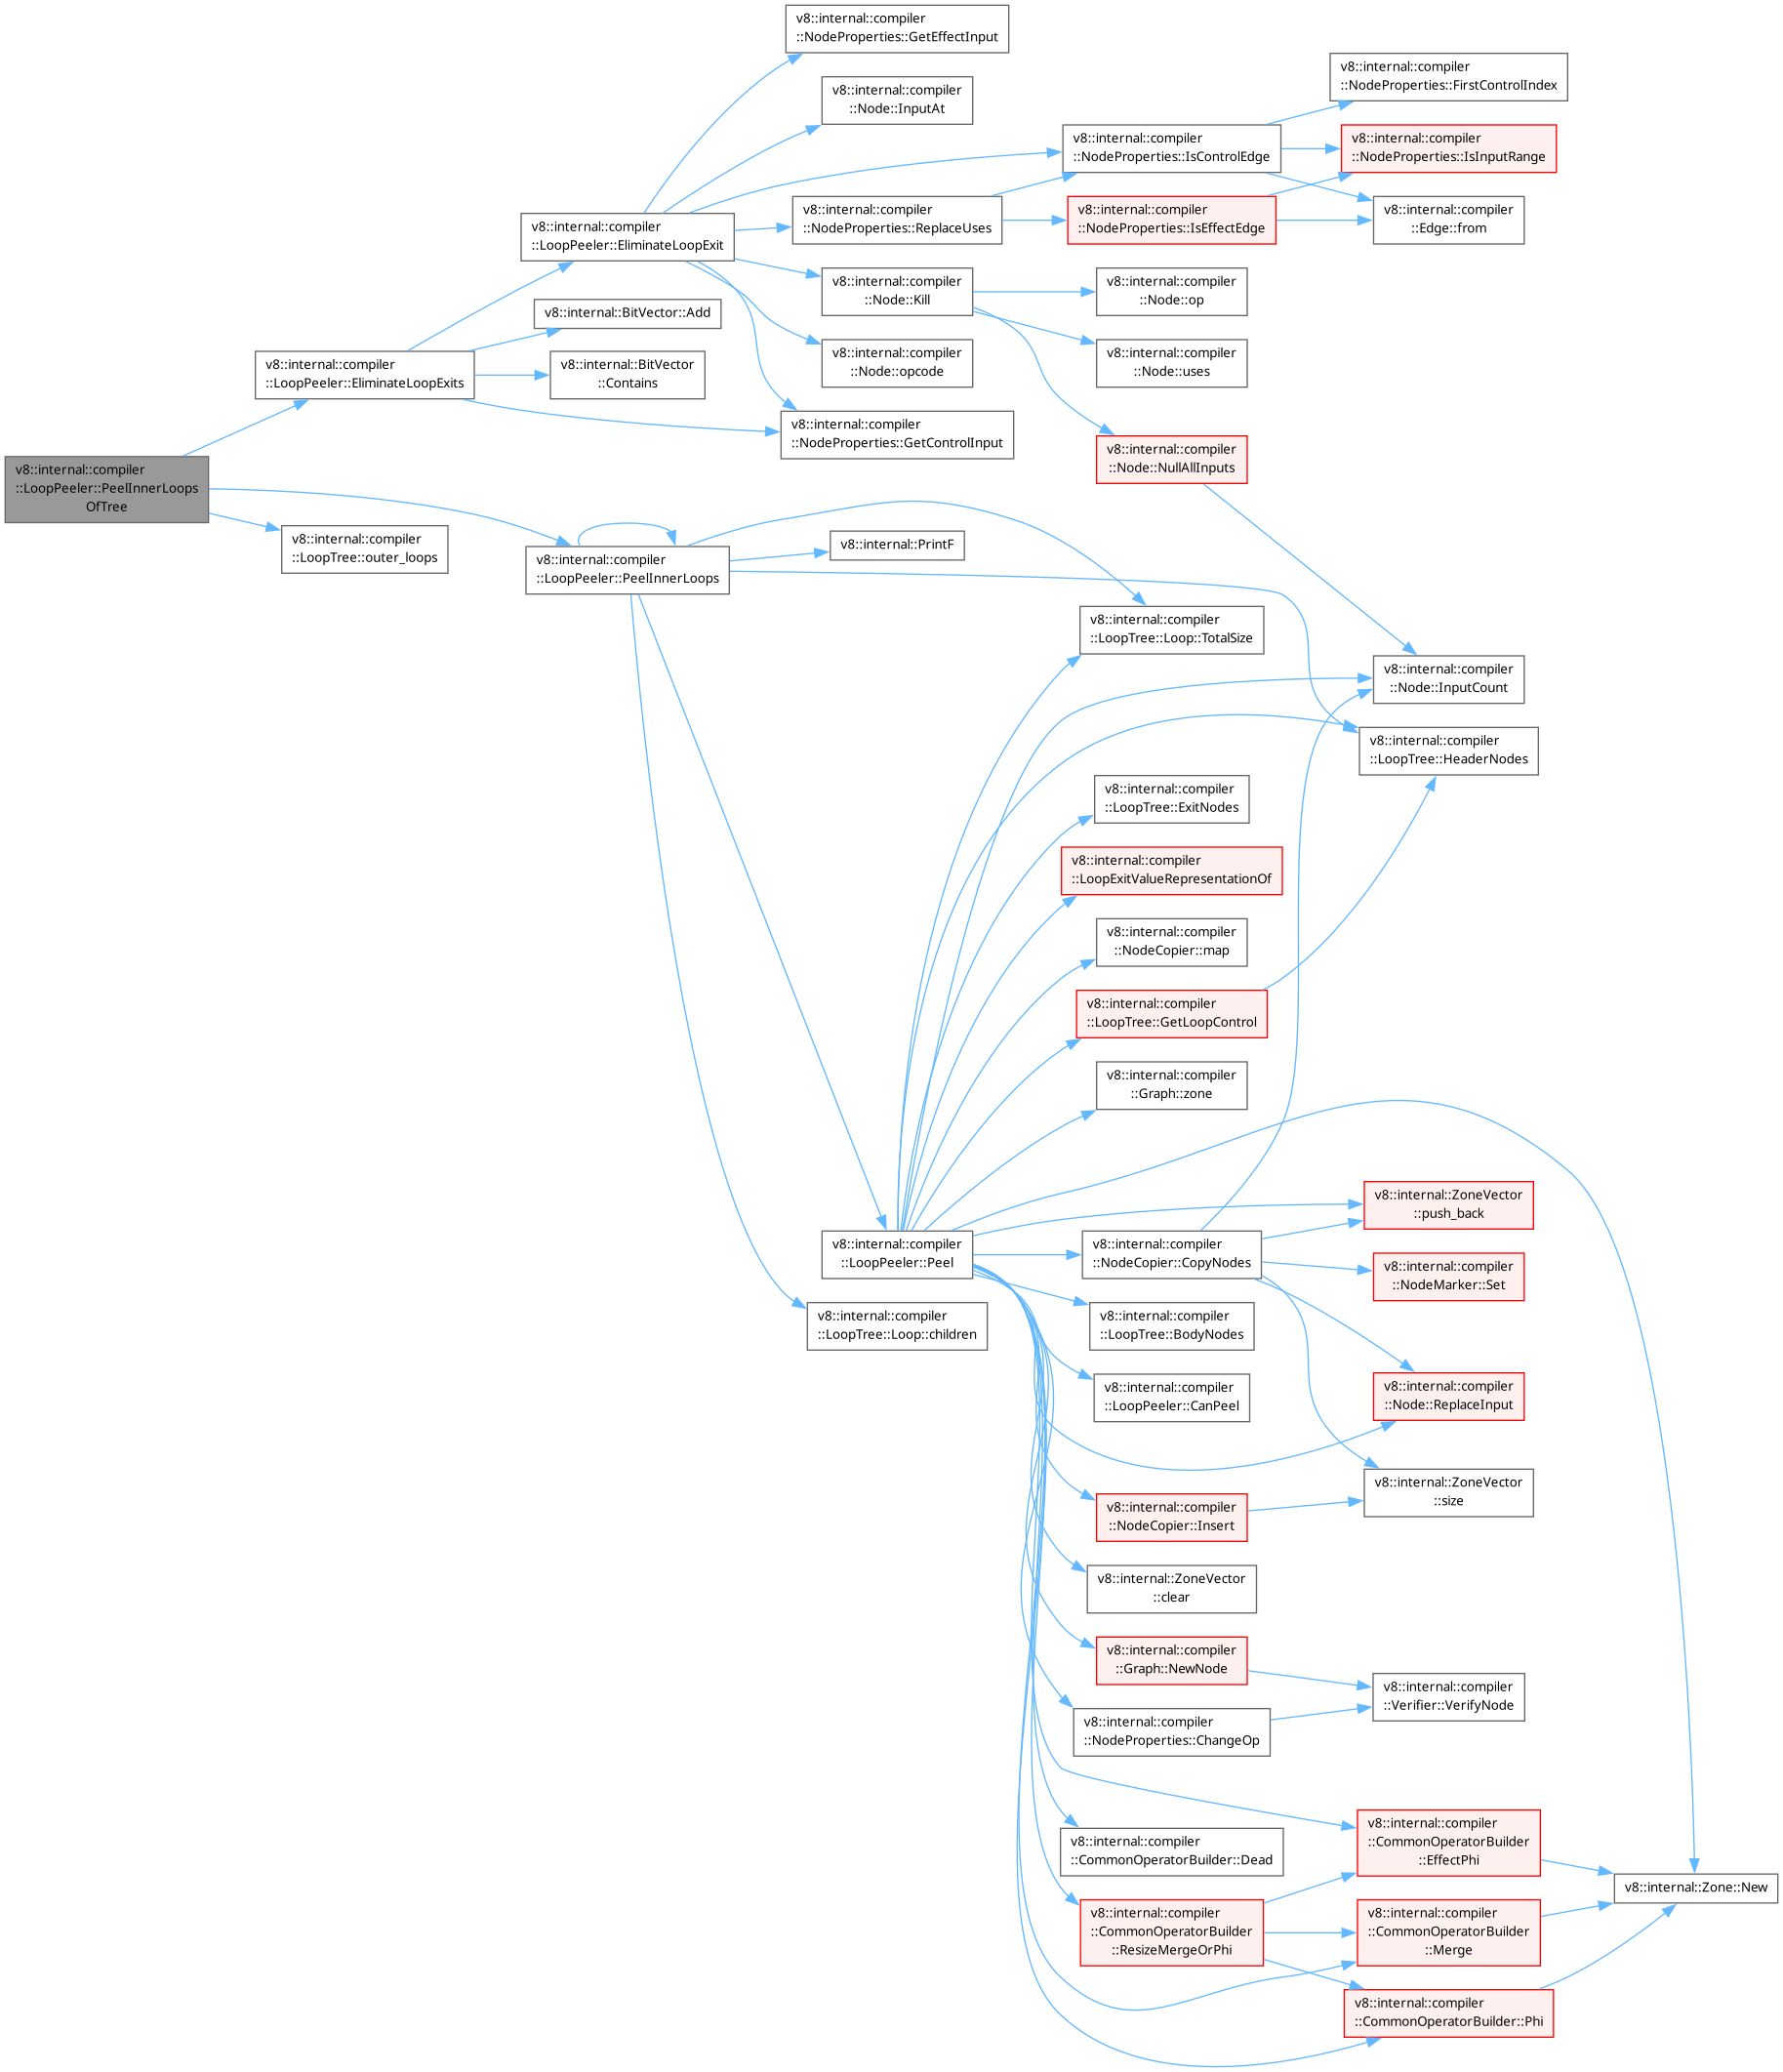 v8::internal::compiler
::NodeProperties::GetEffectInput
v8::internal::compiler
::NodeProperties::FirstControlIndex
v8::internal::compiler
::Node::InputAt
v8::internal::compiler
::NodeProperties::IsControlEdge
v8::internal::compiler
::NodeProperties::IsInputRange
v8::internal::compiler
::LoopPeeler::EliminateLoopExit
v8::internal::compiler
::NodeProperties::ReplaceUses
v8::internal::compiler
::NodeProperties::IsEffectEdge
v8::internal::compiler
::Edge::from
v8::internal::compiler
::Node::Kill
v8::internal::compiler
::Node::op
v8::internal::BitVector::Add
v8::internal::compiler
::LoopPeeler::EliminateLoopExits
v8::internal::BitVector
::Contains
v8::internal::compiler
::Node::opcode
v8::internal::compiler
::Node::uses
v8::internal::compiler
::NodeProperties::GetControlInput
v8::internal::compiler
::Node::NullAllInputs
v8::internal::compiler
::LoopPeeler::PeelInnerLoops
OfTree
v8::internal::compiler
::LoopTree::outer_loops
v8::internal::compiler
::LoopPeeler::PeelInnerLoops
v8::internal::PrintF
v8::internal::compiler
::LoopTree::Loop::TotalSize
v8::internal::compiler
::Node::InputCount
v8::internal::compiler
::LoopTree::HeaderNodes
v8::internal::compiler
::LoopTree::ExitNodes
v8::internal::compiler
::LoopExitValueRepresentationOf
v8::internal::compiler
::NodeCopier::map
v8::internal::compiler
::LoopTree::GetLoopControl
v8::internal::compiler
::Graph::zone
v8::internal::ZoneVector
::push_back
v8::internal::compiler
::LoopPeeler::Peel
v8::internal::compiler
::NodeCopier::CopyNodes
v8::internal::compiler
::NodeMarker::Set
v8::internal::compiler
::LoopTree::Loop::children
v8::internal::compiler
::LoopTree::BodyNodes
v8::internal::compiler
::LoopPeeler::CanPeel
v8::internal::compiler
::Node::ReplaceInput
v8::internal::ZoneVector
::size
v8::internal::compiler
::NodeCopier::Insert
v8::internal::ZoneVector
::clear
v8::internal::compiler
::Graph::NewNode
v8::internal::compiler
::Verifier::VerifyNode
v8::internal::compiler
::NodeProperties::ChangeOp
v8::internal::compiler
::CommonOperatorBuilder::Dead
v8::internal::compiler
::CommonOperatorBuilder
::EffectPhi
v8::internal::Zone::New
v8::internal::compiler
::CommonOperatorBuilder
::ResizeMergeOrPhi
v8::internal::compiler
::CommonOperatorBuilder
::Merge
v8::internal::compiler
::CommonOperatorBuilder::Phi